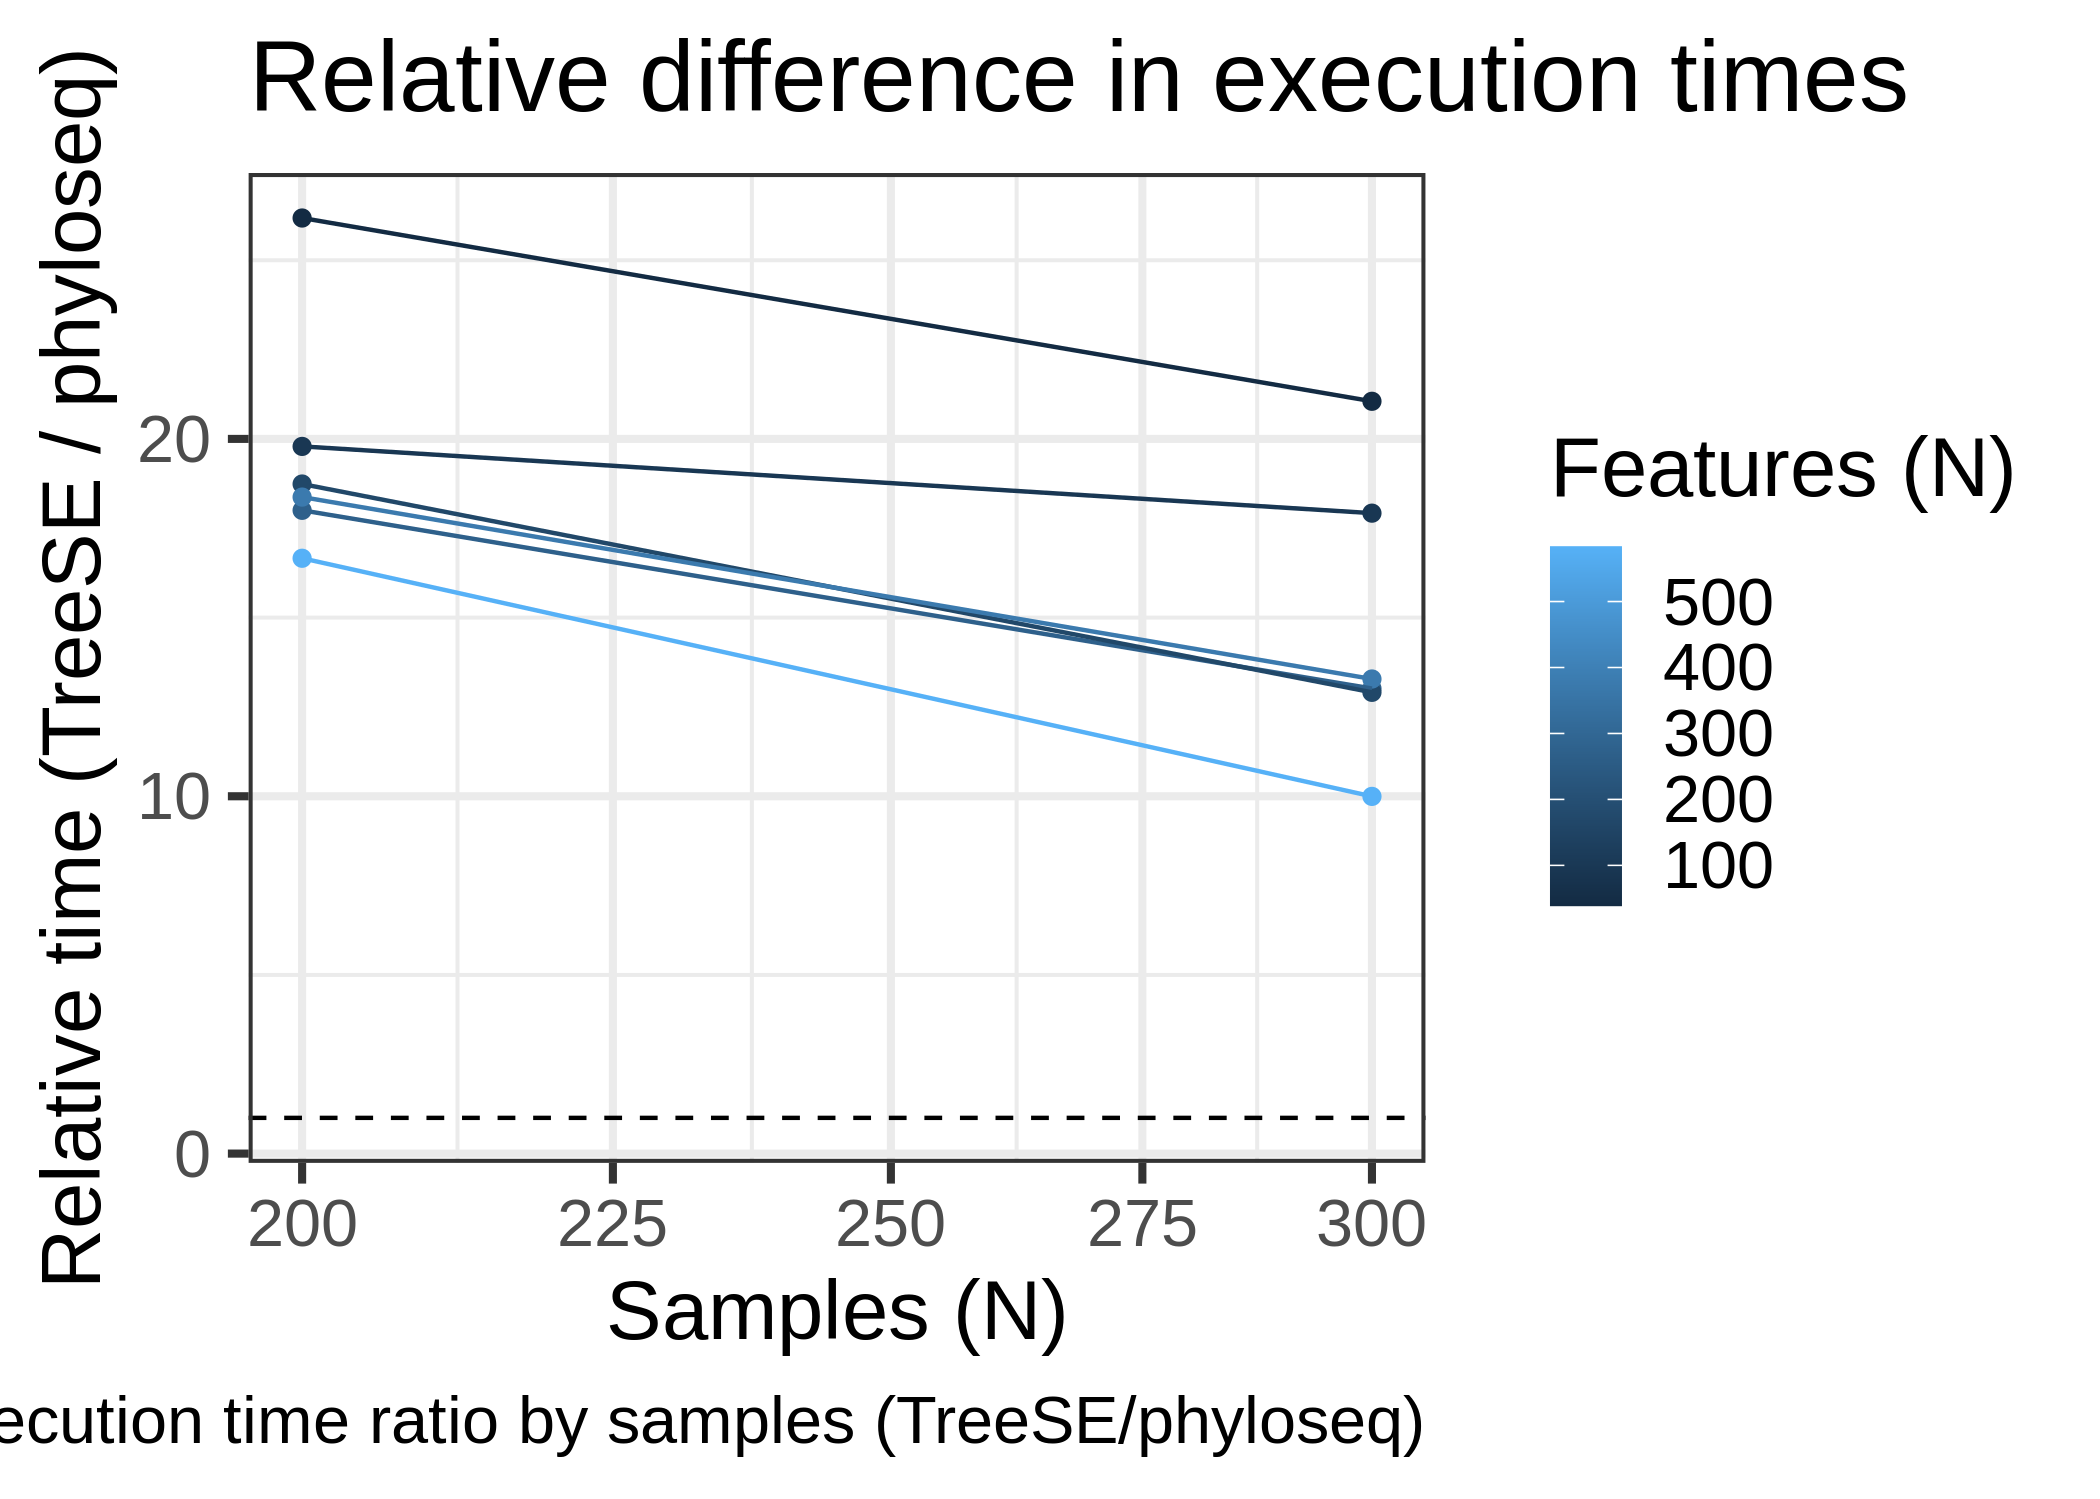 Relative difference in execution times
Relative time (TreeSE / phyloseq)
20
10
0
200 225 250 275 300
Samples (N)
Features (N)
500
400
300
200
100
ecution time ratio by samples (TreeSE/phyloseq)